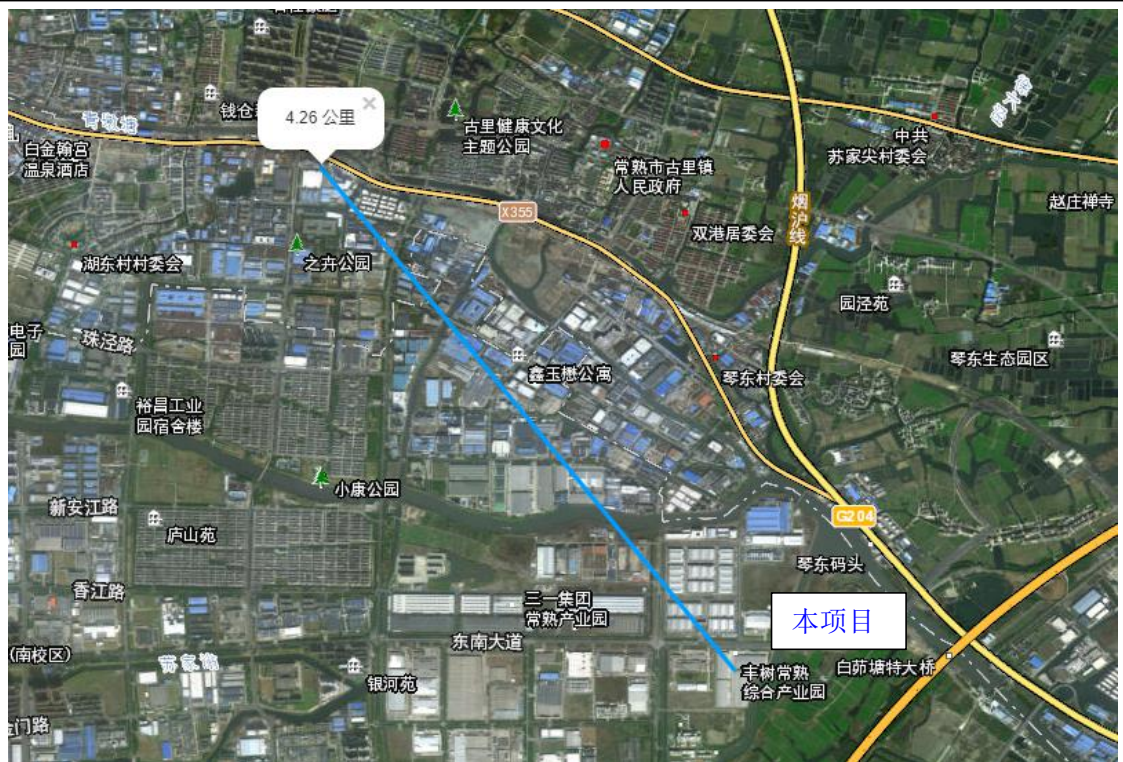 钱仓
4.26 公里
青墩塘
白金翰宫
温泉酒店
古里健康文化
主题公园
常熟市古里镇
人民政府
中共
苏家尖村委会
赵庄禅寺
X355
烟沪线
双港居委会
湖东村村委会
之卉公园
园泾苑
电子
园
珠泾路
鑫玉懋公寓
琴东村委会
琴东生态园区
裕昌工业
园宿舍楼
小康公园
新安江路
庐山苑
G204
琴东码头
香江路
三一集团
常熟产业园
本项目
东南大道
(南校区)
银河苑
丰树常熟
综合产业园
白茆塘特大桥
金门路